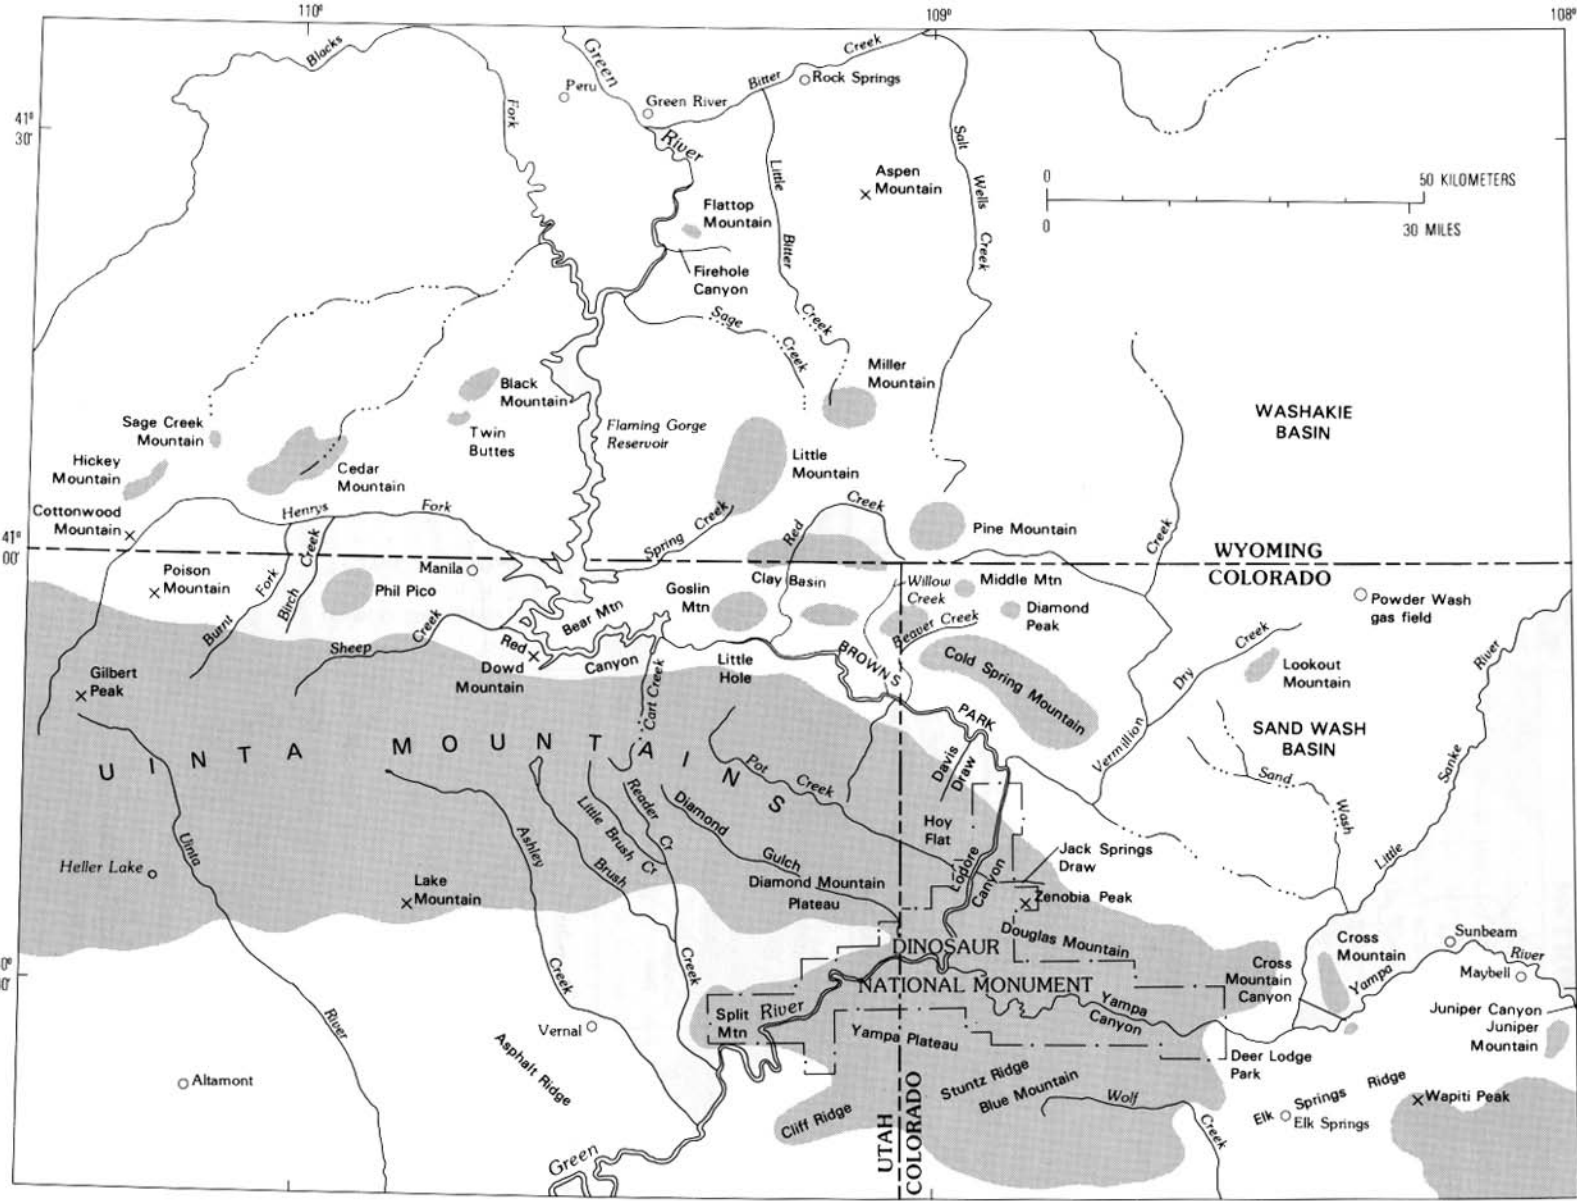 110°
109°
108°
Blacks
Fork
Green
River
Peru
Green River
Bitter
Creek
Rock Springs
41°
30′
Little
Bitter
Creek
Salt
Wells
Creek
Aspen
Mountain
0
50 KILOMETERS
0
30 MILES
Flattop
Mountain
Firehole
Canyon
Sage
Creek
Miller
Mountain
Black
Mountain
Twin
Buttes
Flaming Gorge
Reservoir
WASHAKIE
BASIN
Sage Creek
Mountain
Hickey
Mountain
Cedar
Mountain
Little
Mountain
Cottonwood
Mountain
Henrys
Fork
Spring Creek
Red
Creek
Pine Mountain
Creek
41°
00′
WYOMING
COLORADO
Poison
Mountain
Burnt
Fork
Birch
Creek
Phil Pico
Manila
Goslin
Mtn
Clay Basin
Willow
Creek
Middle Mtn
Diamond
Peak
Powder Wash
gas field
Bear Mtn
Sheep
Creek
Red
Canyon
Dowd
Mountain
Little
Hole
BROWNS
PARK
Beaver Creek
Cold Spring Mountain
Dry
Creek
Lookout
Mountain
River
Gilbert
Peak
Cart Creek
UINTA MOUNTAINS
Vermillion
SAND WASH
BASIN
Sand
Wash
Sanke
Little
Pot
Creek
Davis
Draw
Hoy
Flat
Diamond
Gulch
Reader Cr
Little Brush Cr
Brush
Creek
Ashley
Creek
Uinta
River
Heller Lake
Lake
Mountain
Diamond Mountain
Plateau
Lodore
Canyon
Jack Springs
Draw
Zenobia Peak
Douglas Mountain
DINOSAUR
NATIONAL MONUMENT
Cross
Mountain
Canyon
Cross
Mountain
Sunbeam
Yampa
River
Maybell
Juniper Canyon
Juniper
Mountain
Split
Mtn
River
Yampa
Canyon
Yampa Plateau
Vernal
Asphalt Ridge
Altamont
Deer Lodge
Park
Stuntz Ridge
Blue Mountain
Wolf
Creek
Elk Springs Ridge
Elk Springs
Wapiti Peak
Cliff Ridge
UTAH
COLORADO
Green